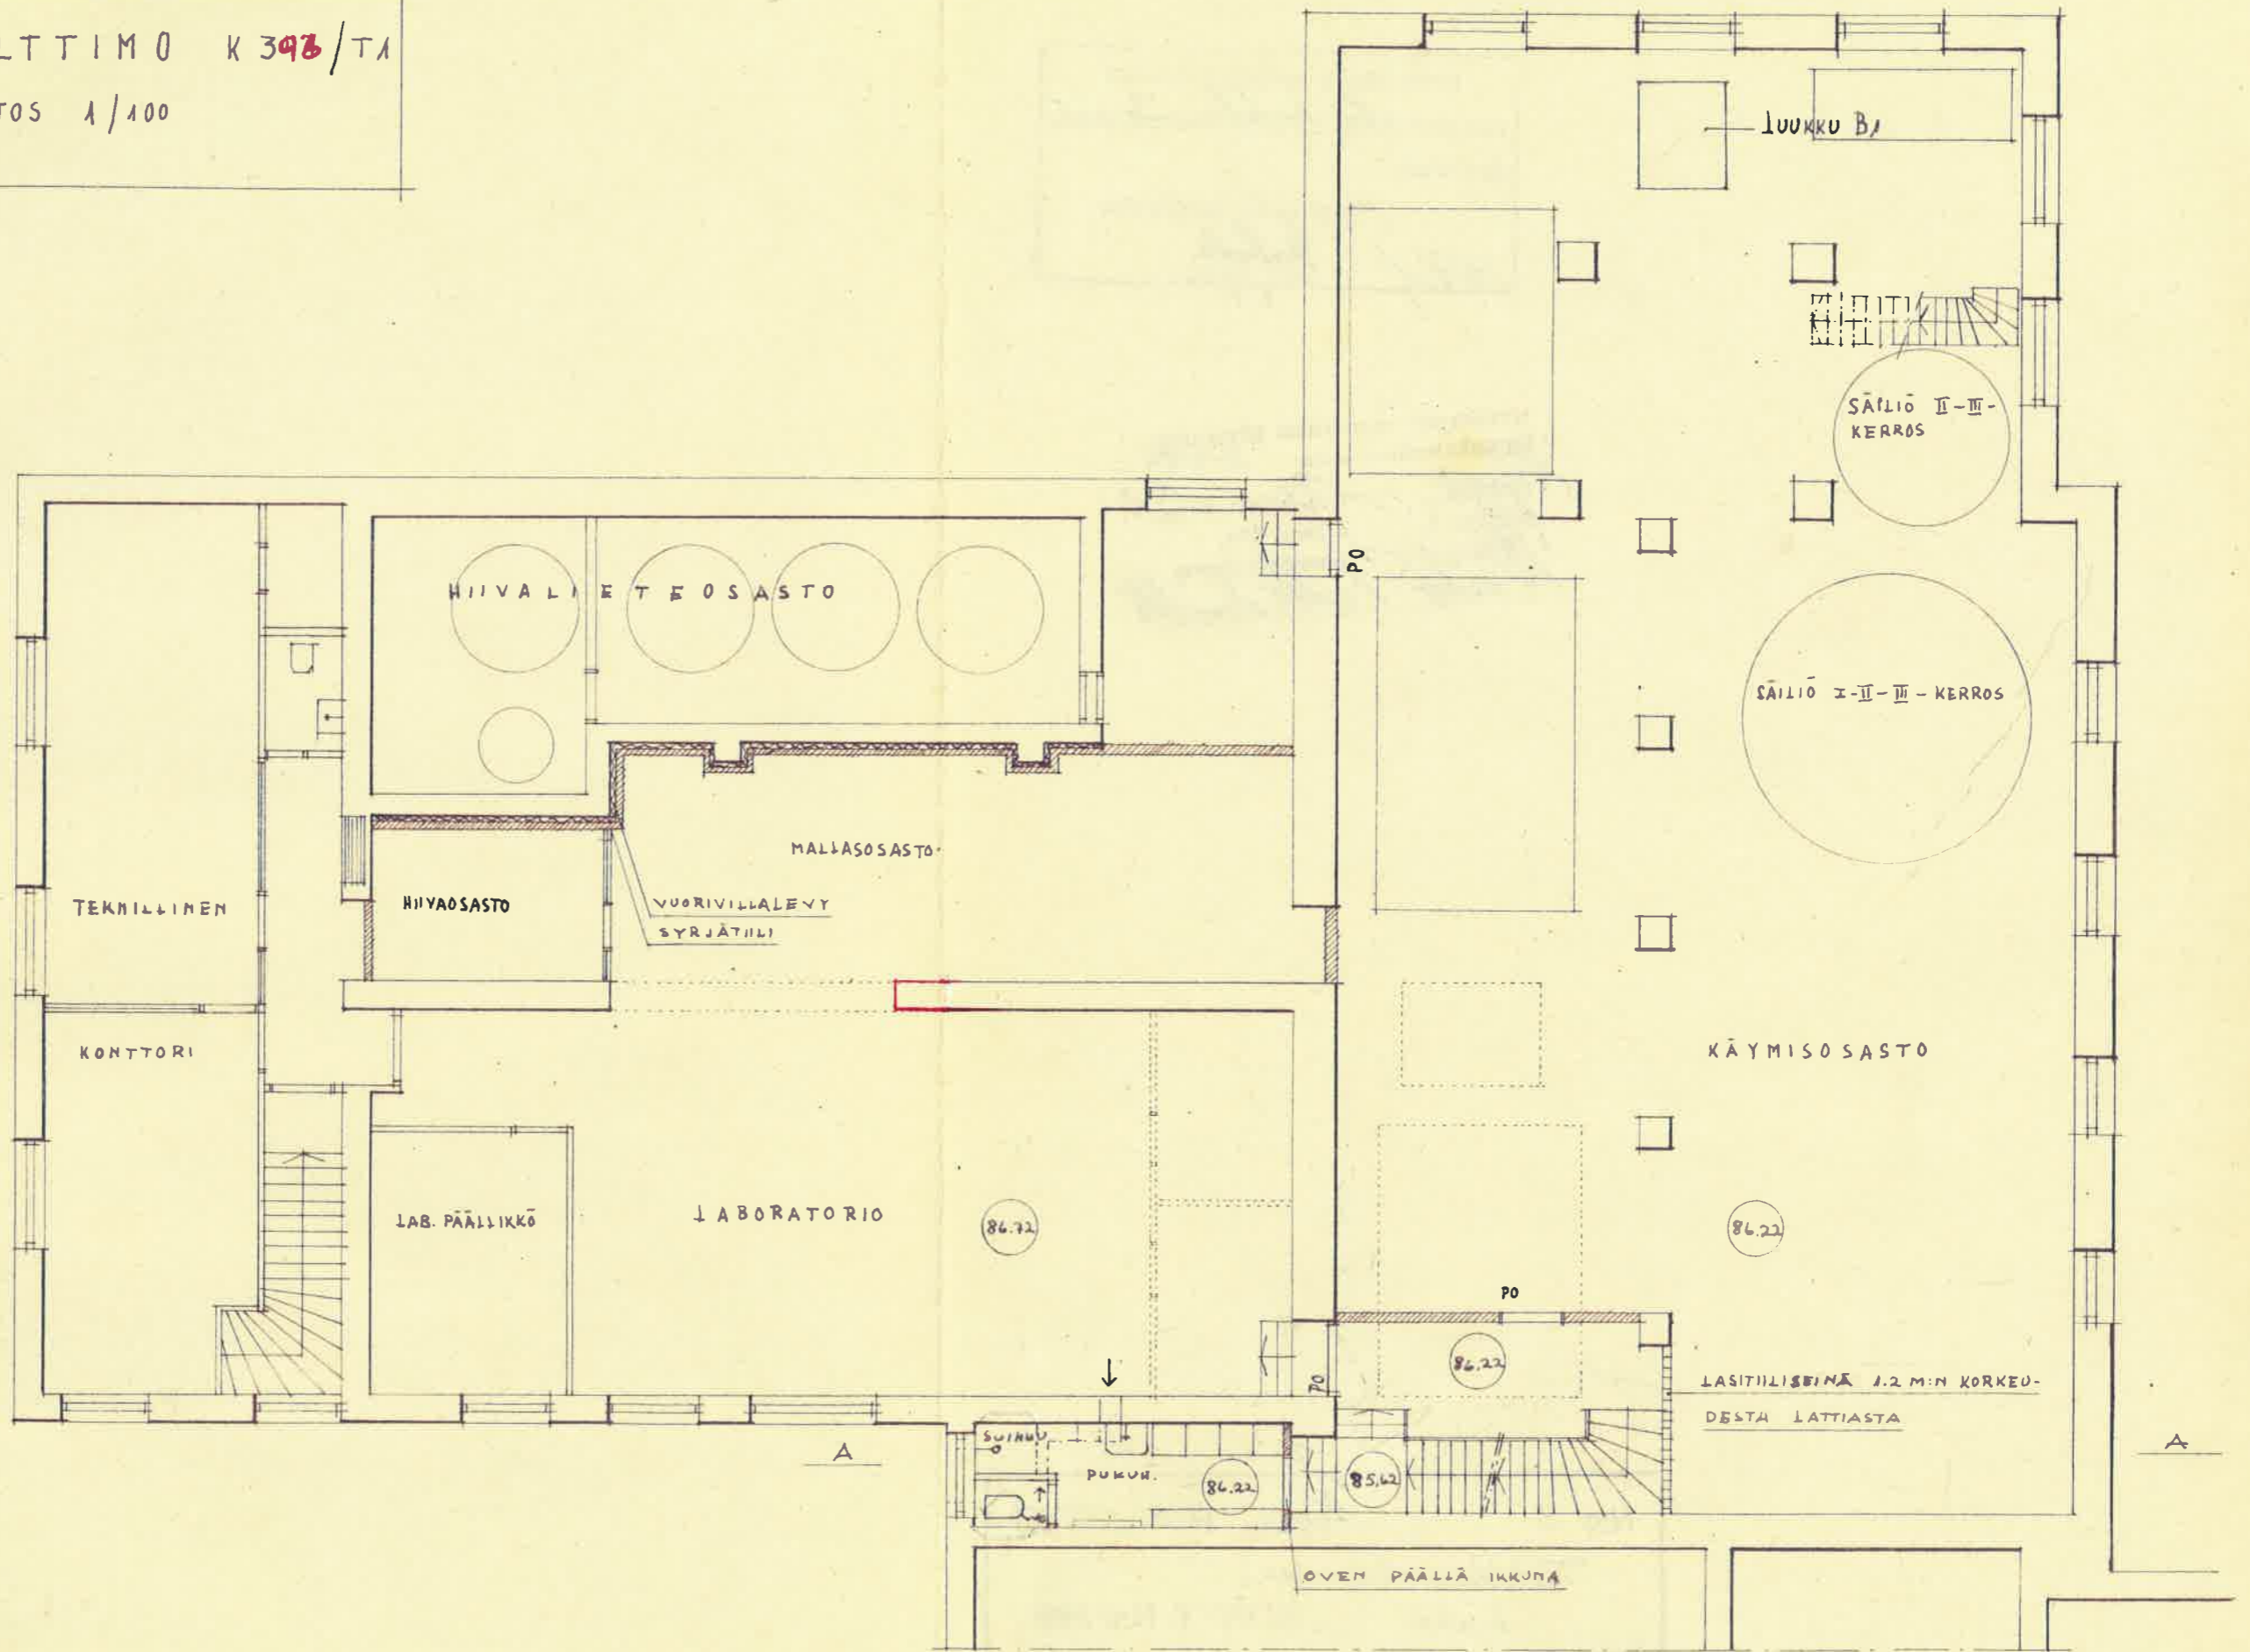 LTTIMO K 393/T1
TOS 1/100
LUUKKU B1
SÄILIÖ II-III-
KERROS
PO
HIIVALIETEOSASTO
SÄILIÖ I-II-III-KERROS
MALLASOSASTO
TEKNILLINEN
HIIVAOSASTO
VUORIVILLALEVY
SYRJÄTIILI
KONTTORI
KÄYMISOSASTO
LAB. PÄÄLLIKKÖ
LABORATORIO
86.72
86.22
PO
86.22
PO
LASITIILISEINÄ 1.2 M:N KORKEU-
DESTA LATTIASTA
A
A
SUIHKU
PUKUH.
86.22
85.62
OVEN PÄÄLLÄ IKKUNA